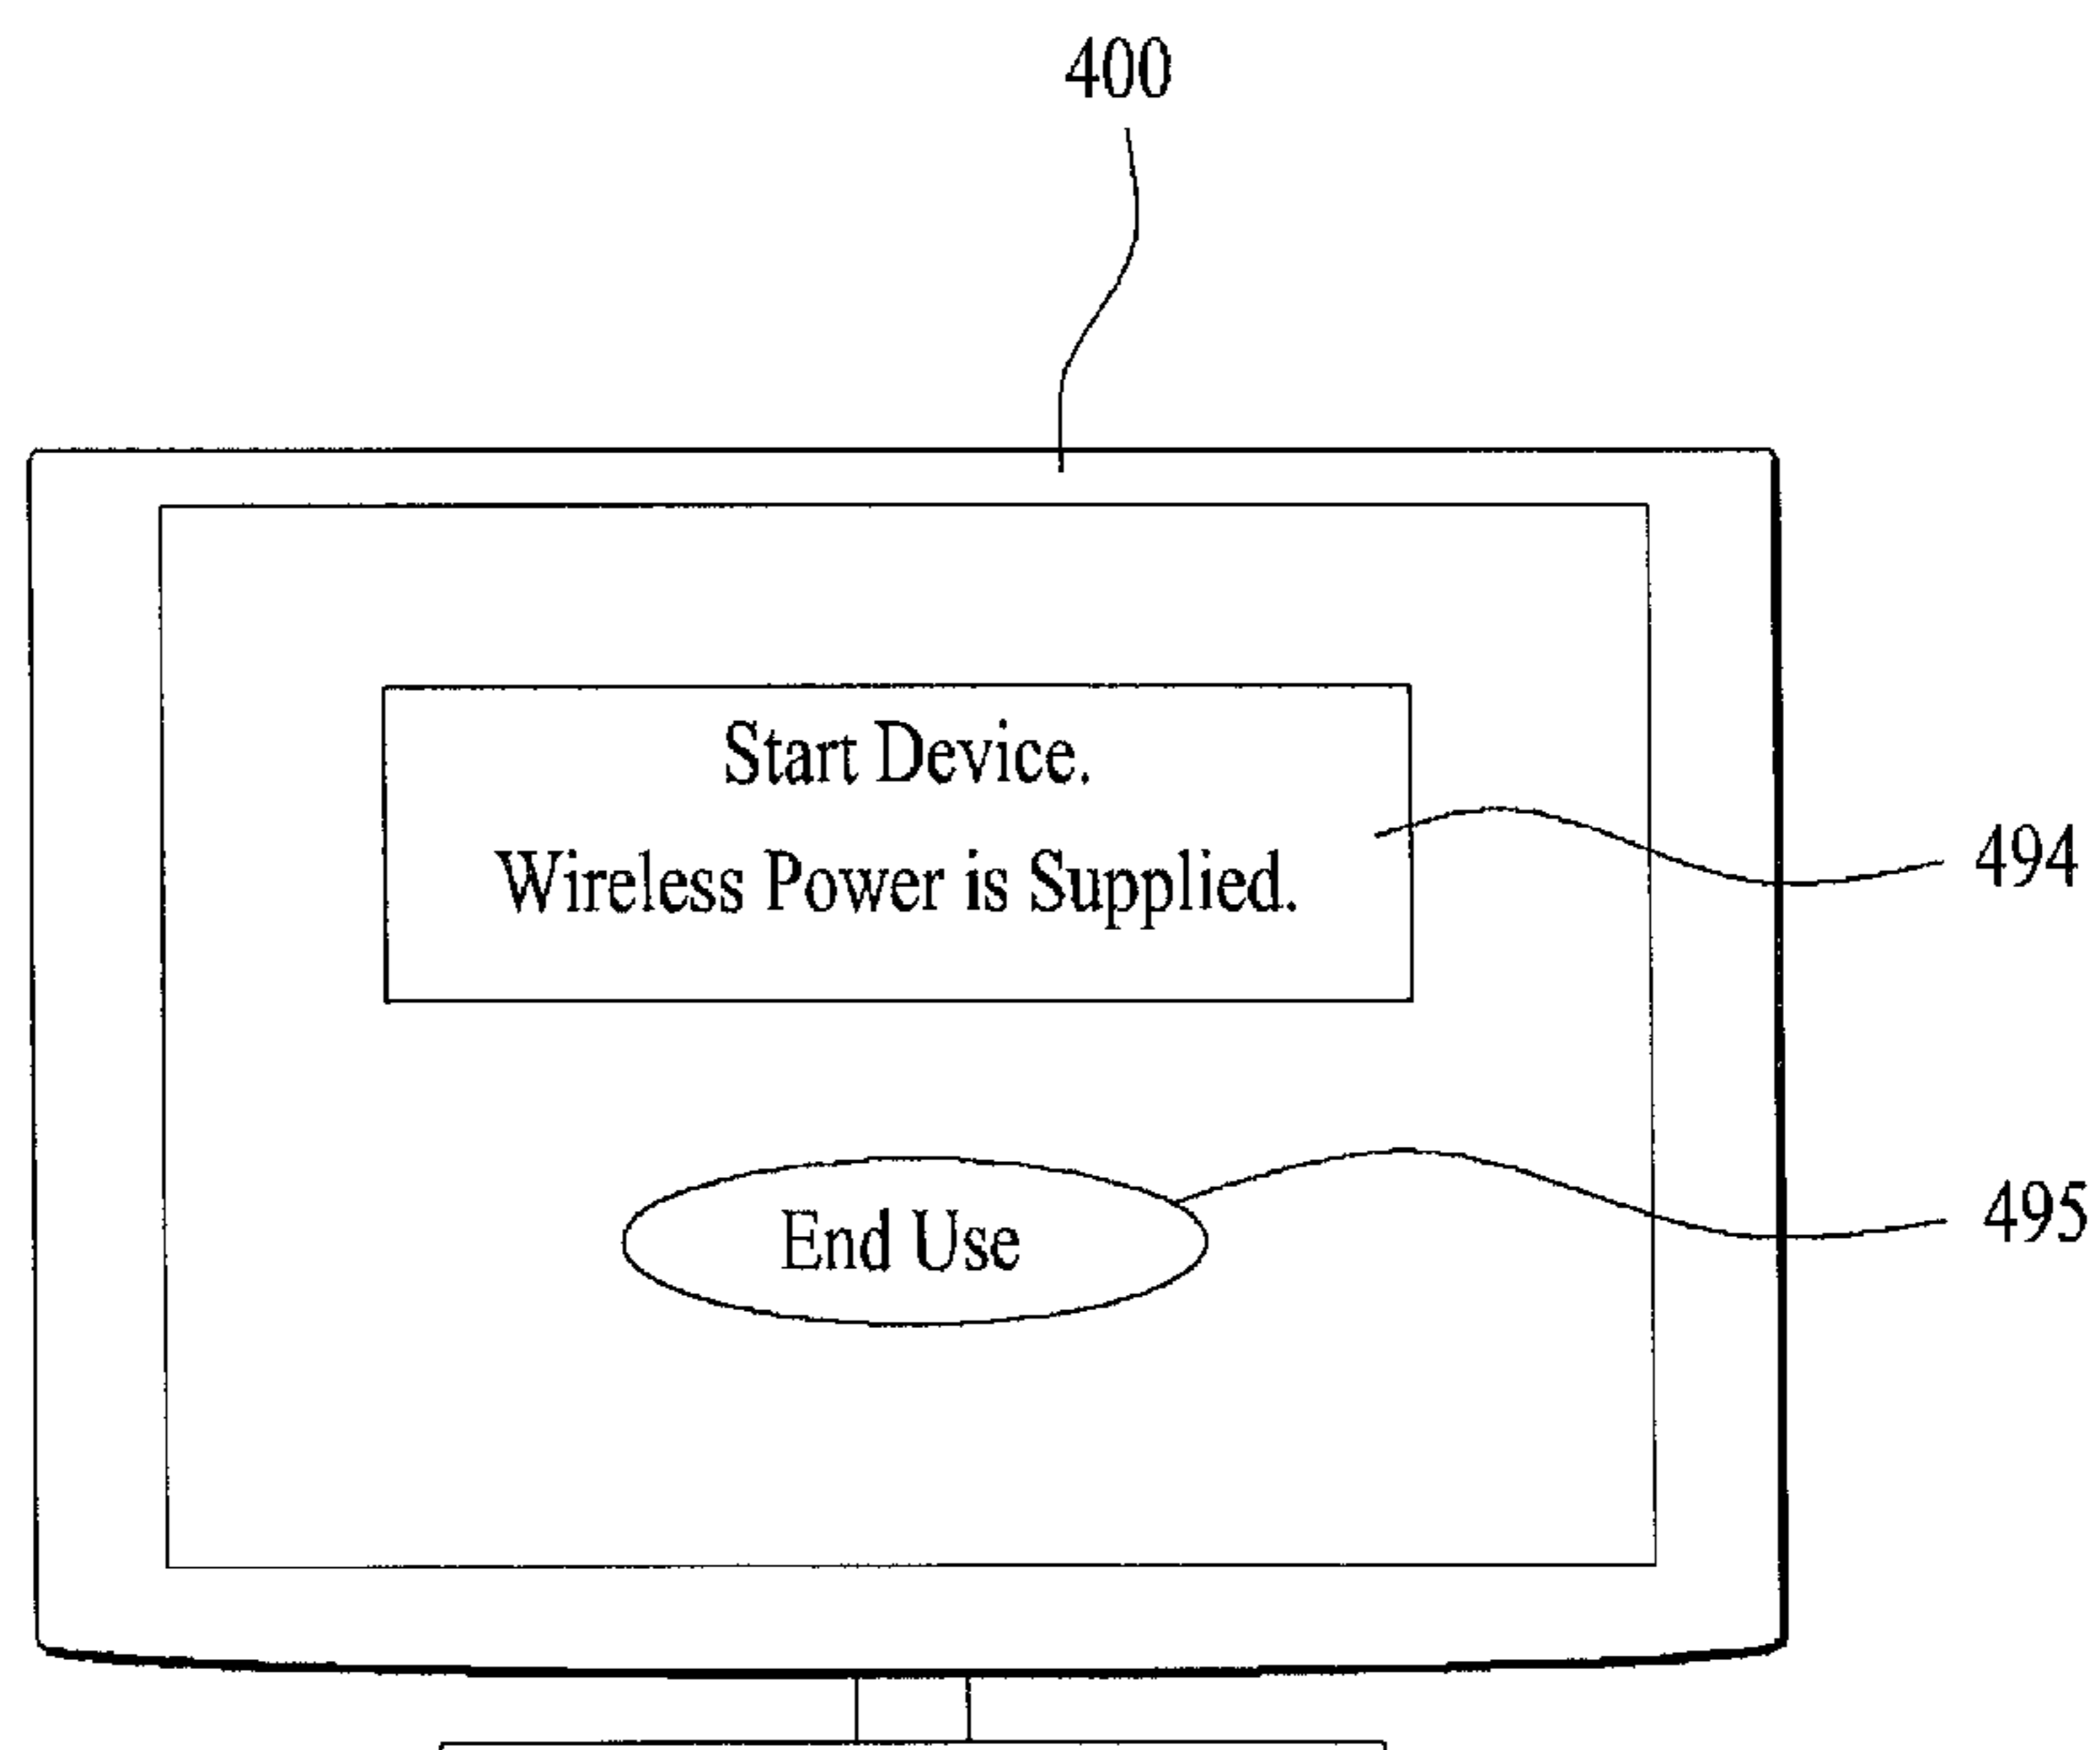 400
Start Device.
Wireless Power is Supplied.
494
End Use
495